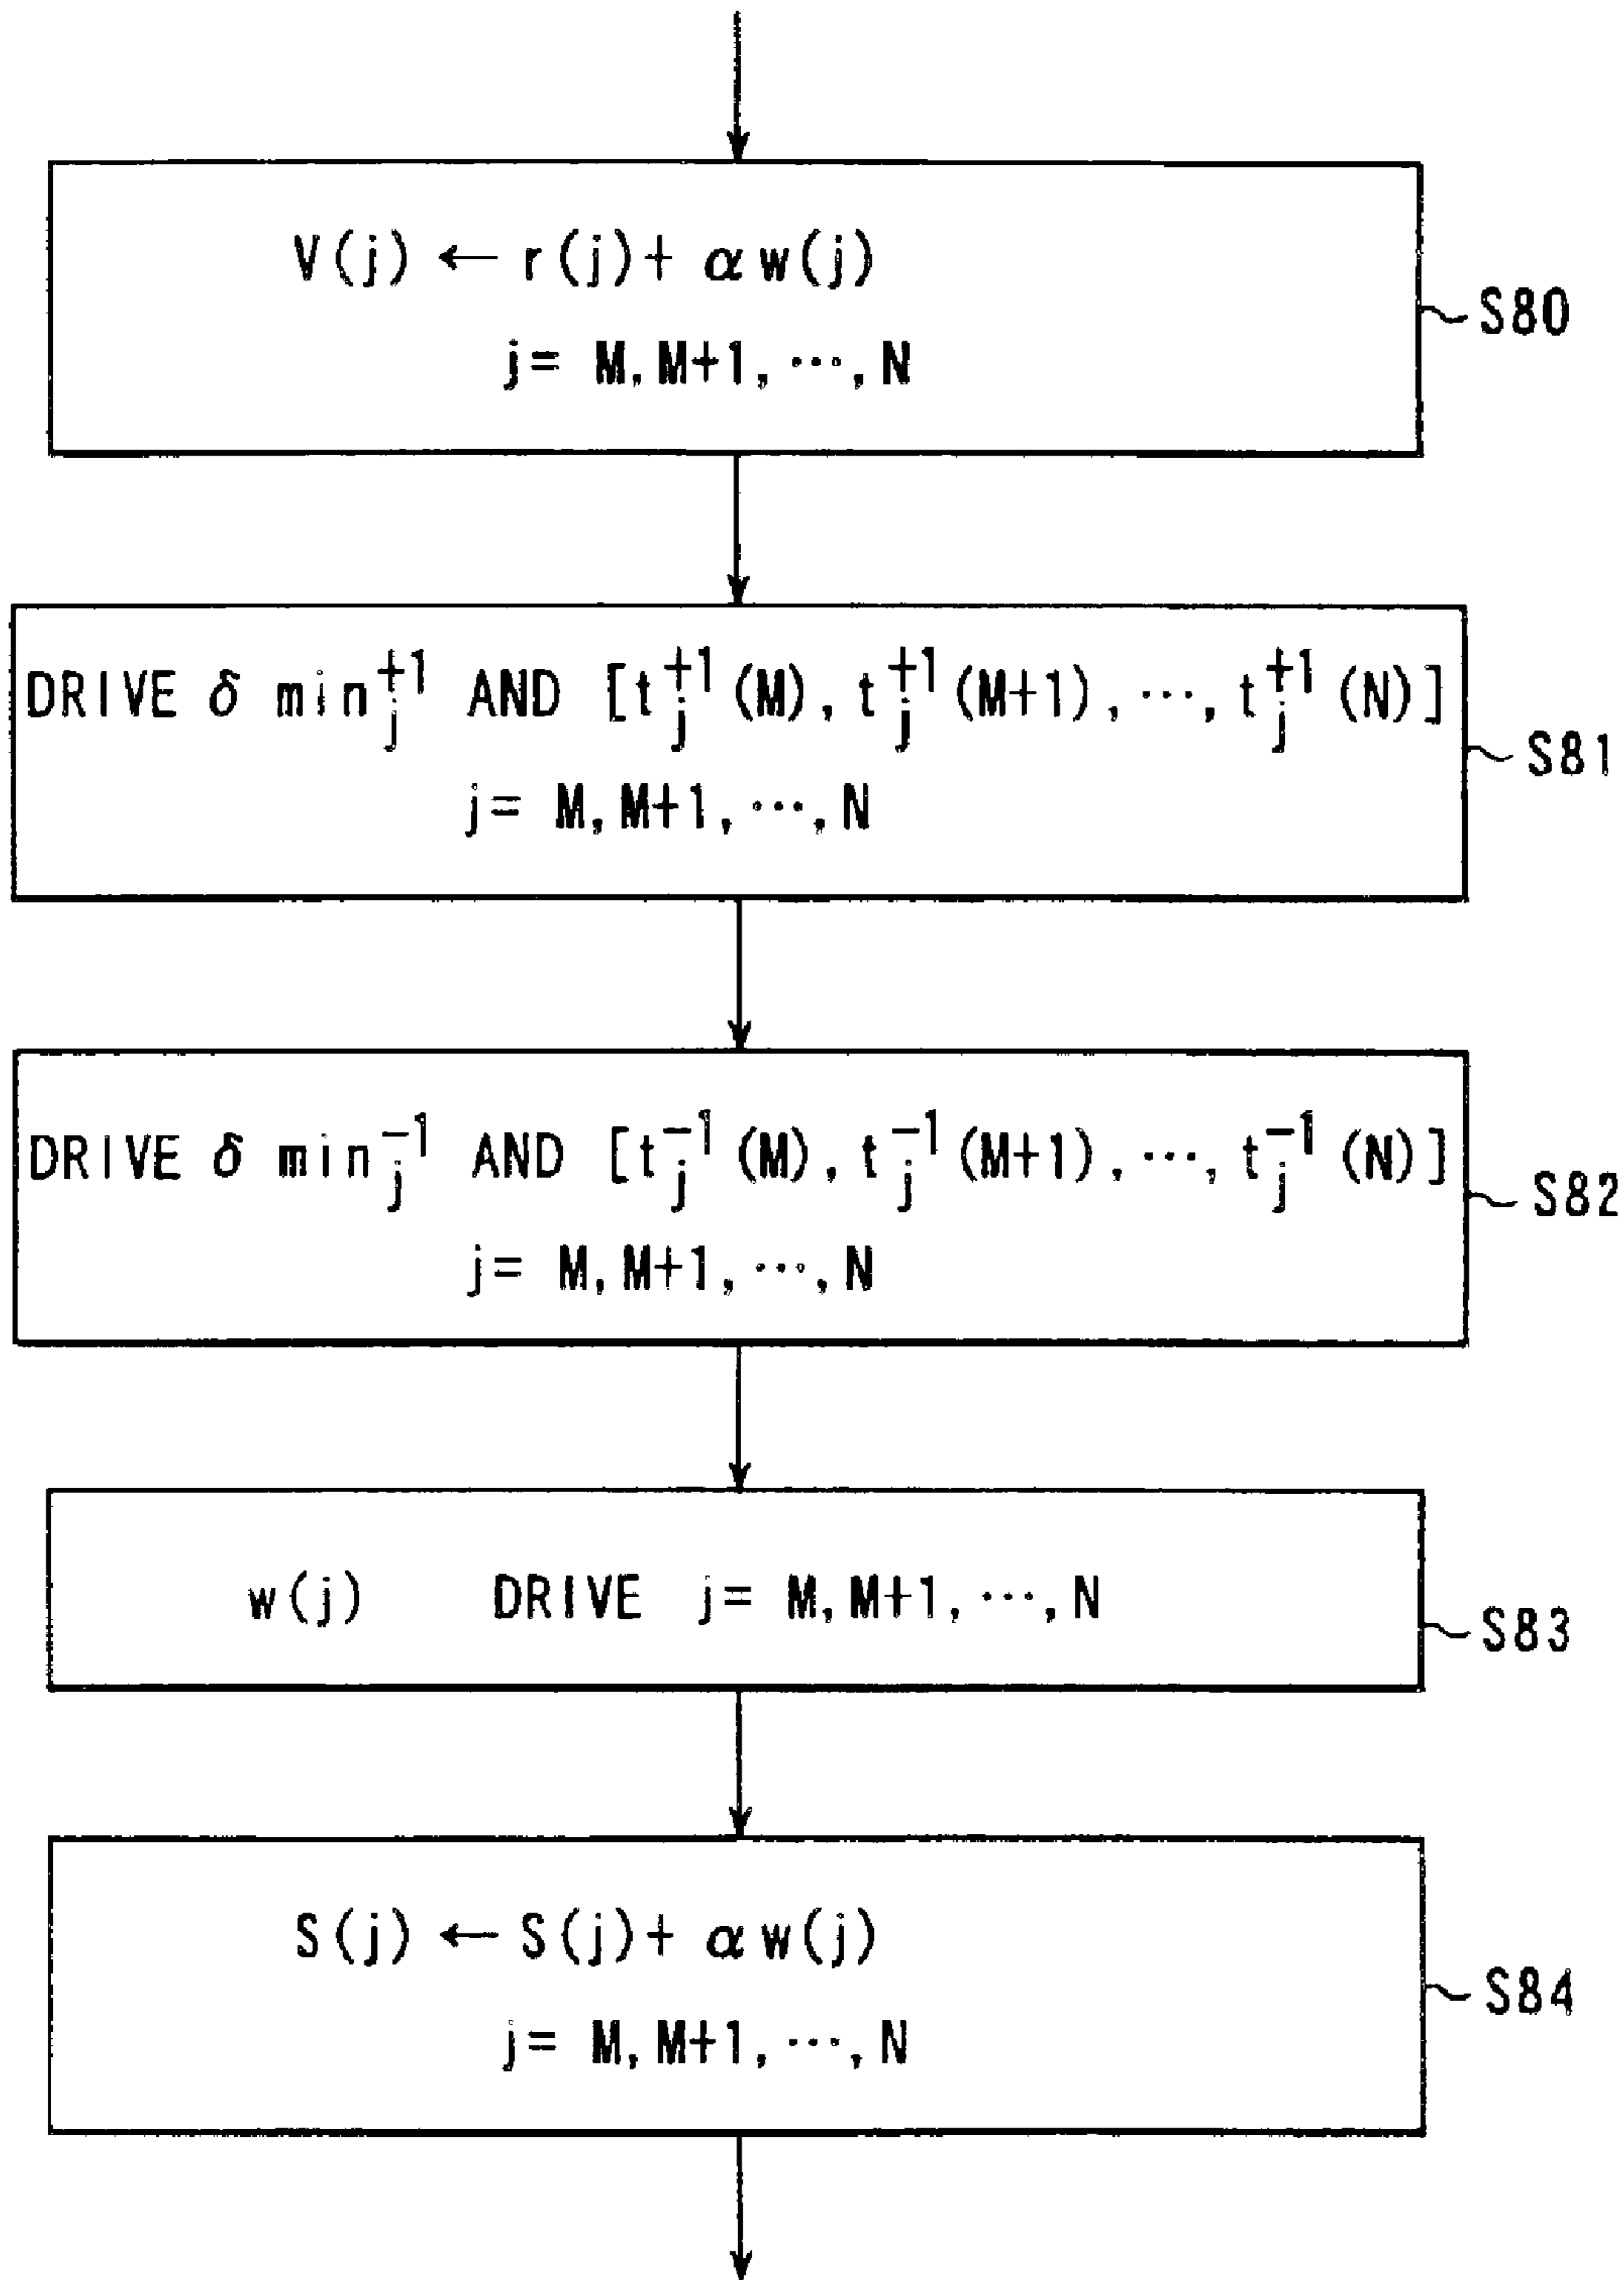 V(j) ← r(j)+ αw(j)
j= M, M+1, ···, N
S80
DRIVE δ min_j^{+1} AND [t_j^{+1}(M), t_j^{+1}(M+1), ···, t_j^{+1}(N)]
j= M, M+1, ···, N
S81
DRIVE δ min_j^{-1} AND [t_j^{-1}(M), t_j^{-1}(M+1), ···, t_j^{-1}(N)]
j= M, M+1, ···, N
S82
w(j) DRIVE j= M, M+1, ···, N
S83
S(j) ← S(j)+ αw(j)
j= M, M+1, ···, N
S84